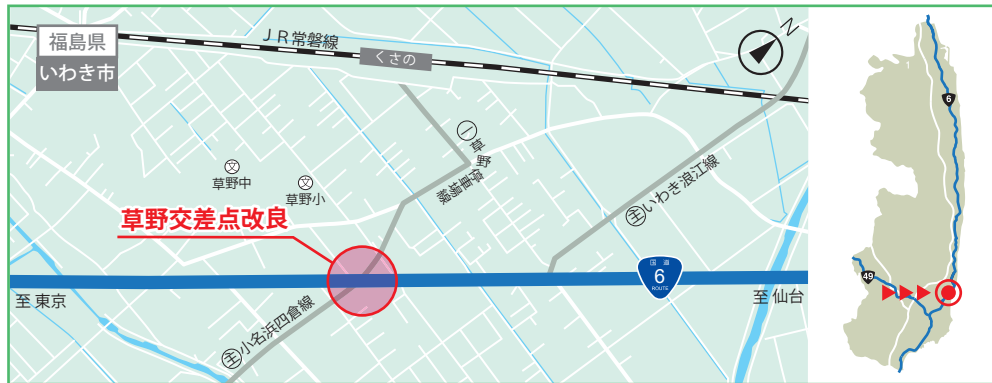 福島県
いわき市
JR常磐線
くさの
N
㊀草野停車場線
文
草野中
文
草野小
主いわき浪江線
草野交差点改良
国道
6
ROUTE
至 東京
至 仙台
主小名浜四倉線
6
49